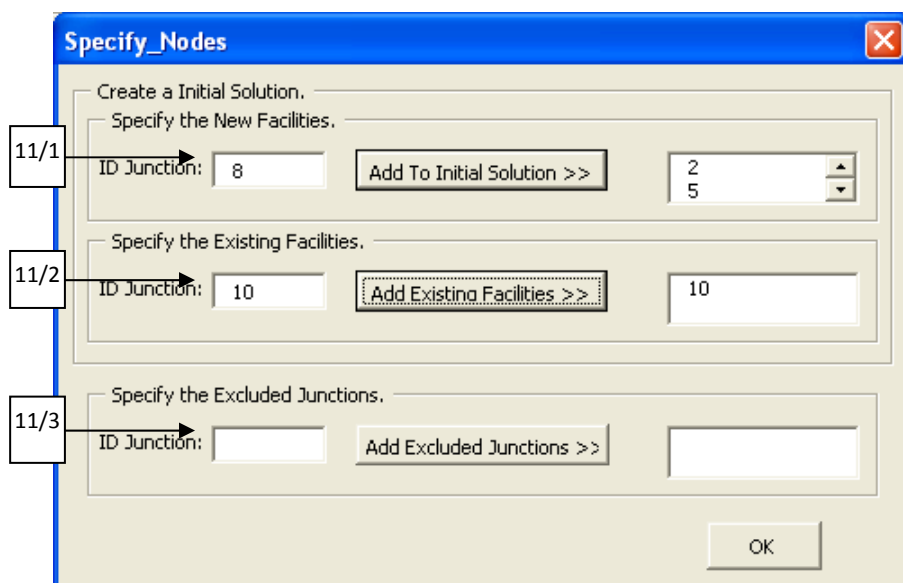 Specify_Nodes
Create a Initial Solution.
Specify the New Facilities.
11/1
ID Junction: 8 Add To Initial Solution >> 2
5
Specify the Existing Facilities.
11/2
ID Junction: 10 Add Existing Facilities >> 10
Specify the Excluded Junctions.
11/3
ID Junction: Add Excluded Junctions >>
OK